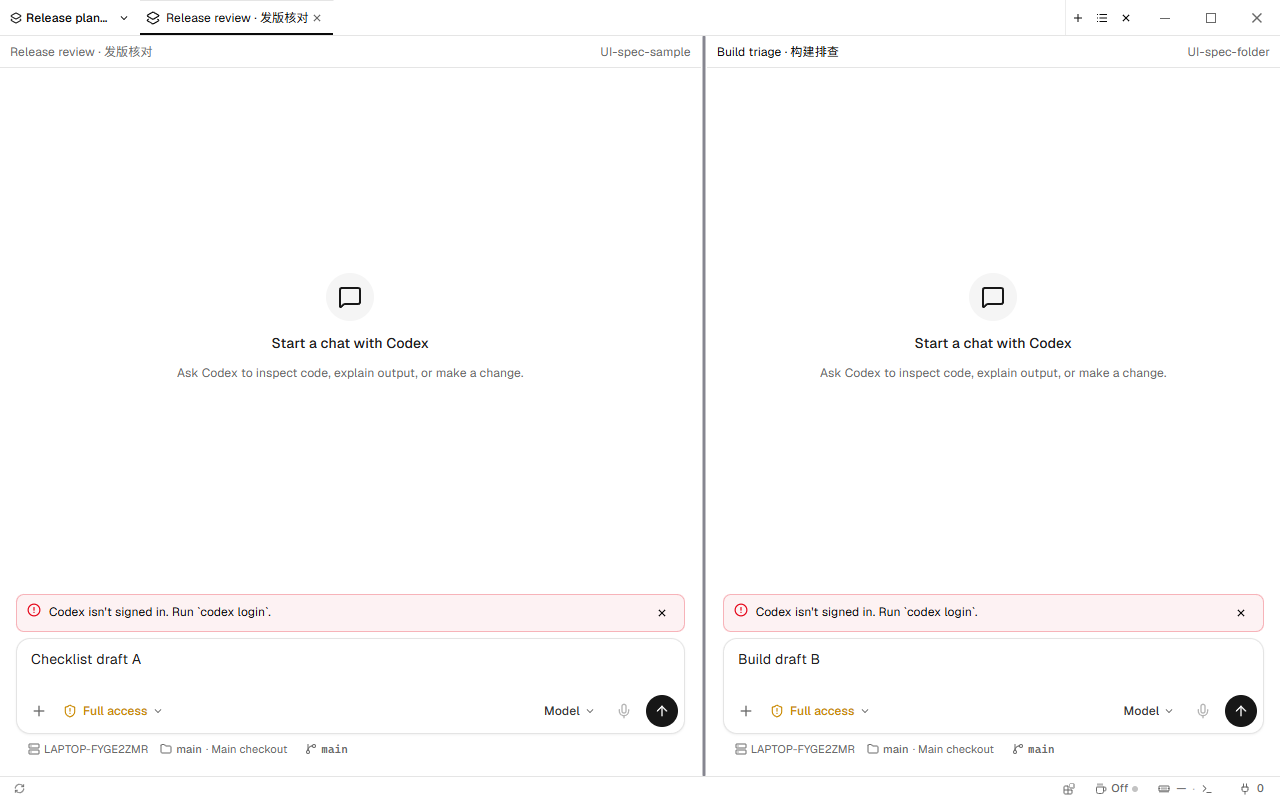 Release plan...
Release review · 发版核对
Release review · 发版核对
UI-spec-sample
Build triage · 构建排查
UI-spec-folder
Start a chat with Codex
Ask Codex to inspect code, explain output, or make a change.
Start a chat with Codex
Ask Codex to inspect code, explain output, or make a change.
Codex isn't signed in. Run `codex login`.
Checklist draft A
Full access
Model
LAPTOP-FYGE2ZMR
main · Main checkout
main
Codex isn't signed in. Run `codex login`.
Build draft B
Full access
Model
LAPTOP-FYGE2ZMR
main · Main checkout
main
Off
— ·
0